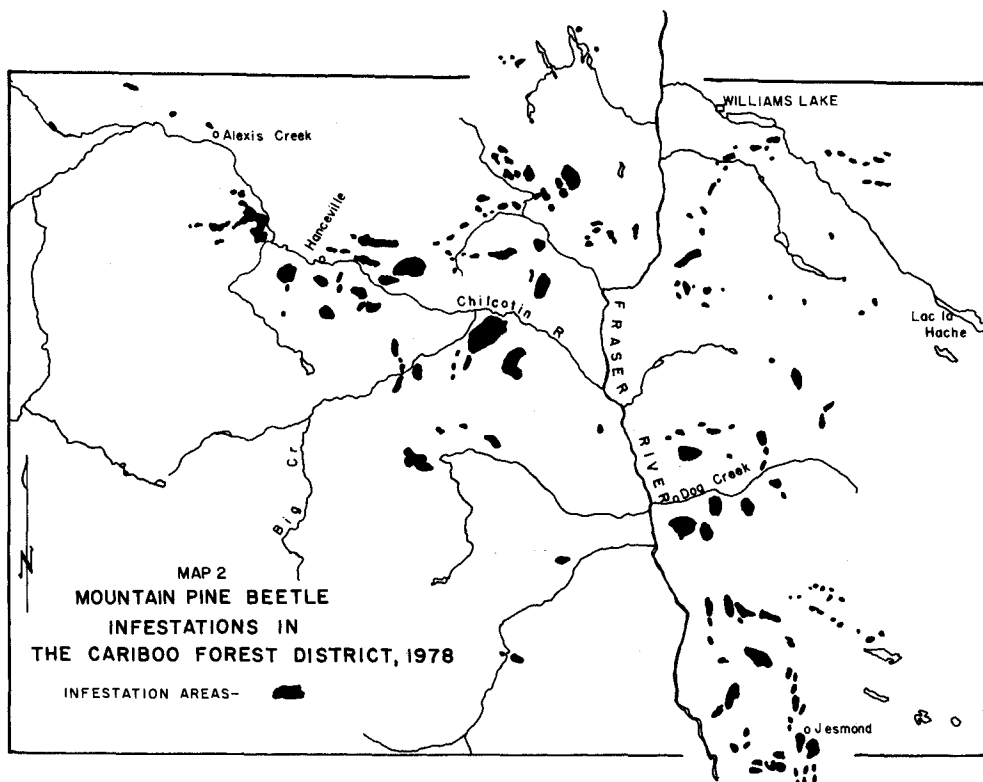 WILLIAMS LAKE
Alexis Creek
Hanceville
Chilcotin R
FRASER RIVER
Lac la
Hache
Dog Creek
Big Cr.
N
MAP 2
MOUNTAIN PINE BEETLE
INFESTATIONS IN
THE CARIBOO FOREST DISTRICT, 1978
INFESTATION AREAS-
Jesmond